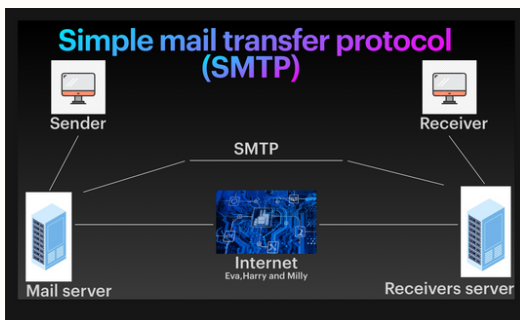 Simple mail transfer protocol
(SMTP)
Sender
Receiver
SMTP
Internet
Eva,Harry and Milly
Mail server
Receivers server